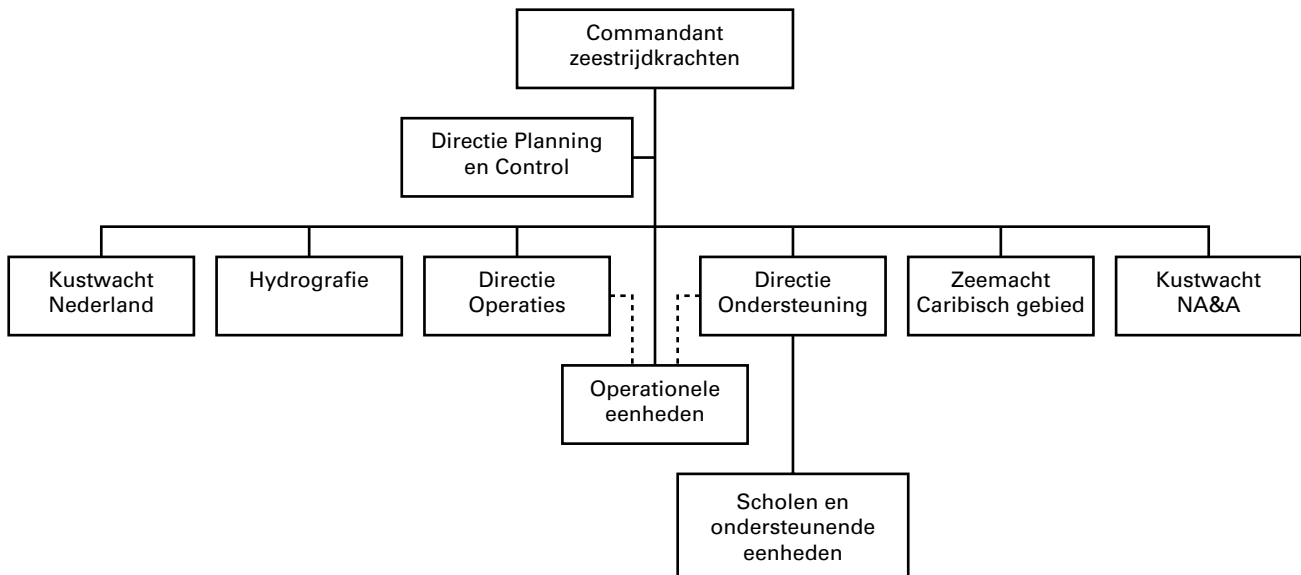 Commandant
zeestrijdkrachten
Directie Planning
en Control
Kustwacht
Nederland
Hydrografie
Directie
Operaties
Directie
Ondersteuning
Zeemacht
Caribisch gebied
Kustwacht
NA&A
Operationele
eenheden
Scholen en
ondersteunende
eenheden